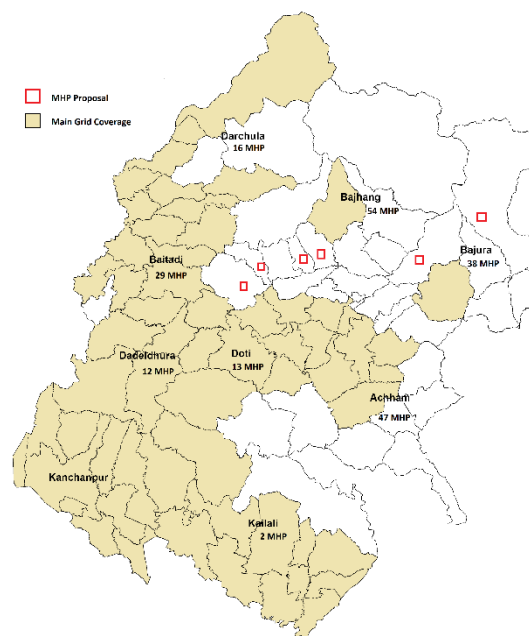 MHP Proposal
Main Grid Coverage
Darchula
16 MHP
Bajhang
54 MHP
Bajura
38 MHP
Baitadi
29 MHP
Dadeldhura
12 MHP
Doti
13 MHP
Achham
47 MHP
Kanchanpur
Kailali
2 MHP